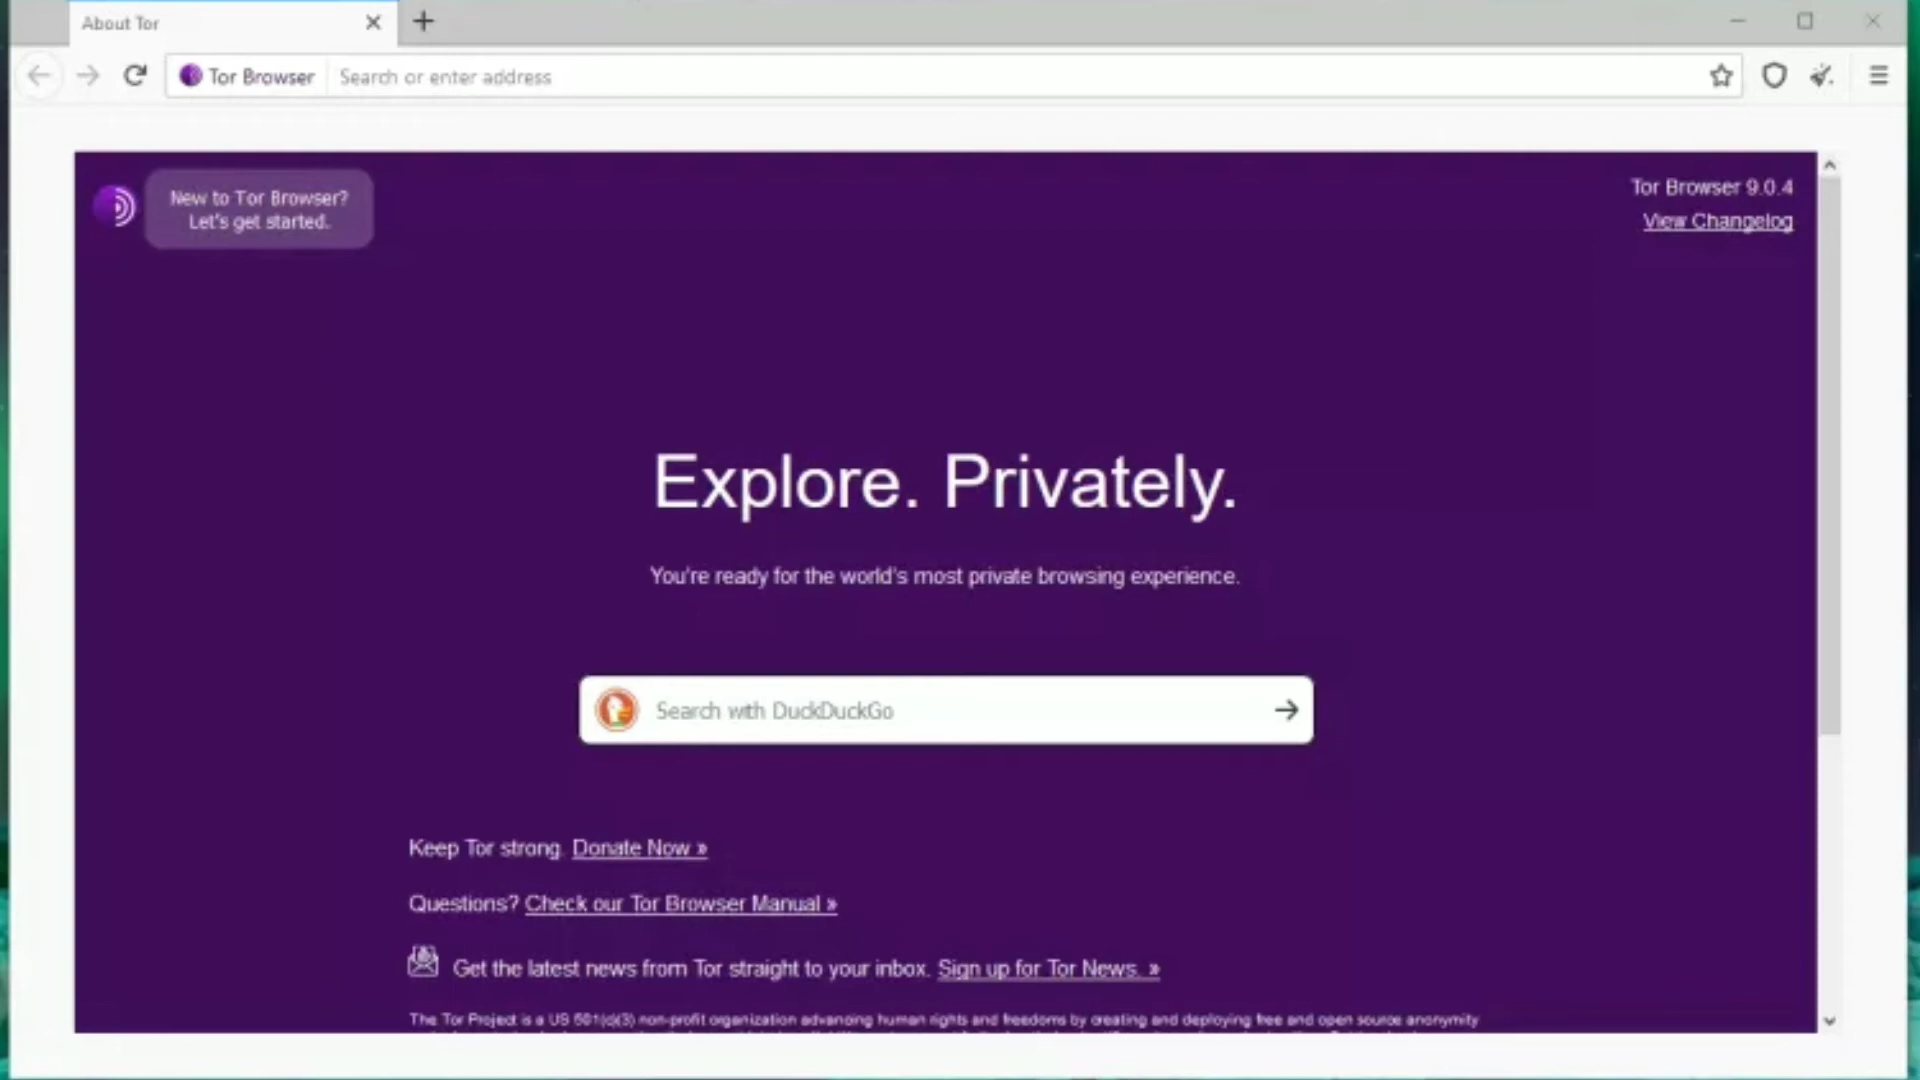 About Tor
Tor Browser
Search or enter address
New to Tor Browser?
Let's get started.
Tor Browser 9.0.4
View Changelog
Explore. Privately.
You're ready for the world's most private browsing experience.
Search with DuckDuckGo
Keep Tor strong. Donate Now »
Questions? Check our Tor Browser Manual »
Get the latest news from Tor straight to your inbox. Sign up for Tor News. »
The Tor Project is a US 501(c)(3) non-profit organization advancing human rights and freedoms by creating and deploying free and open source anonymity